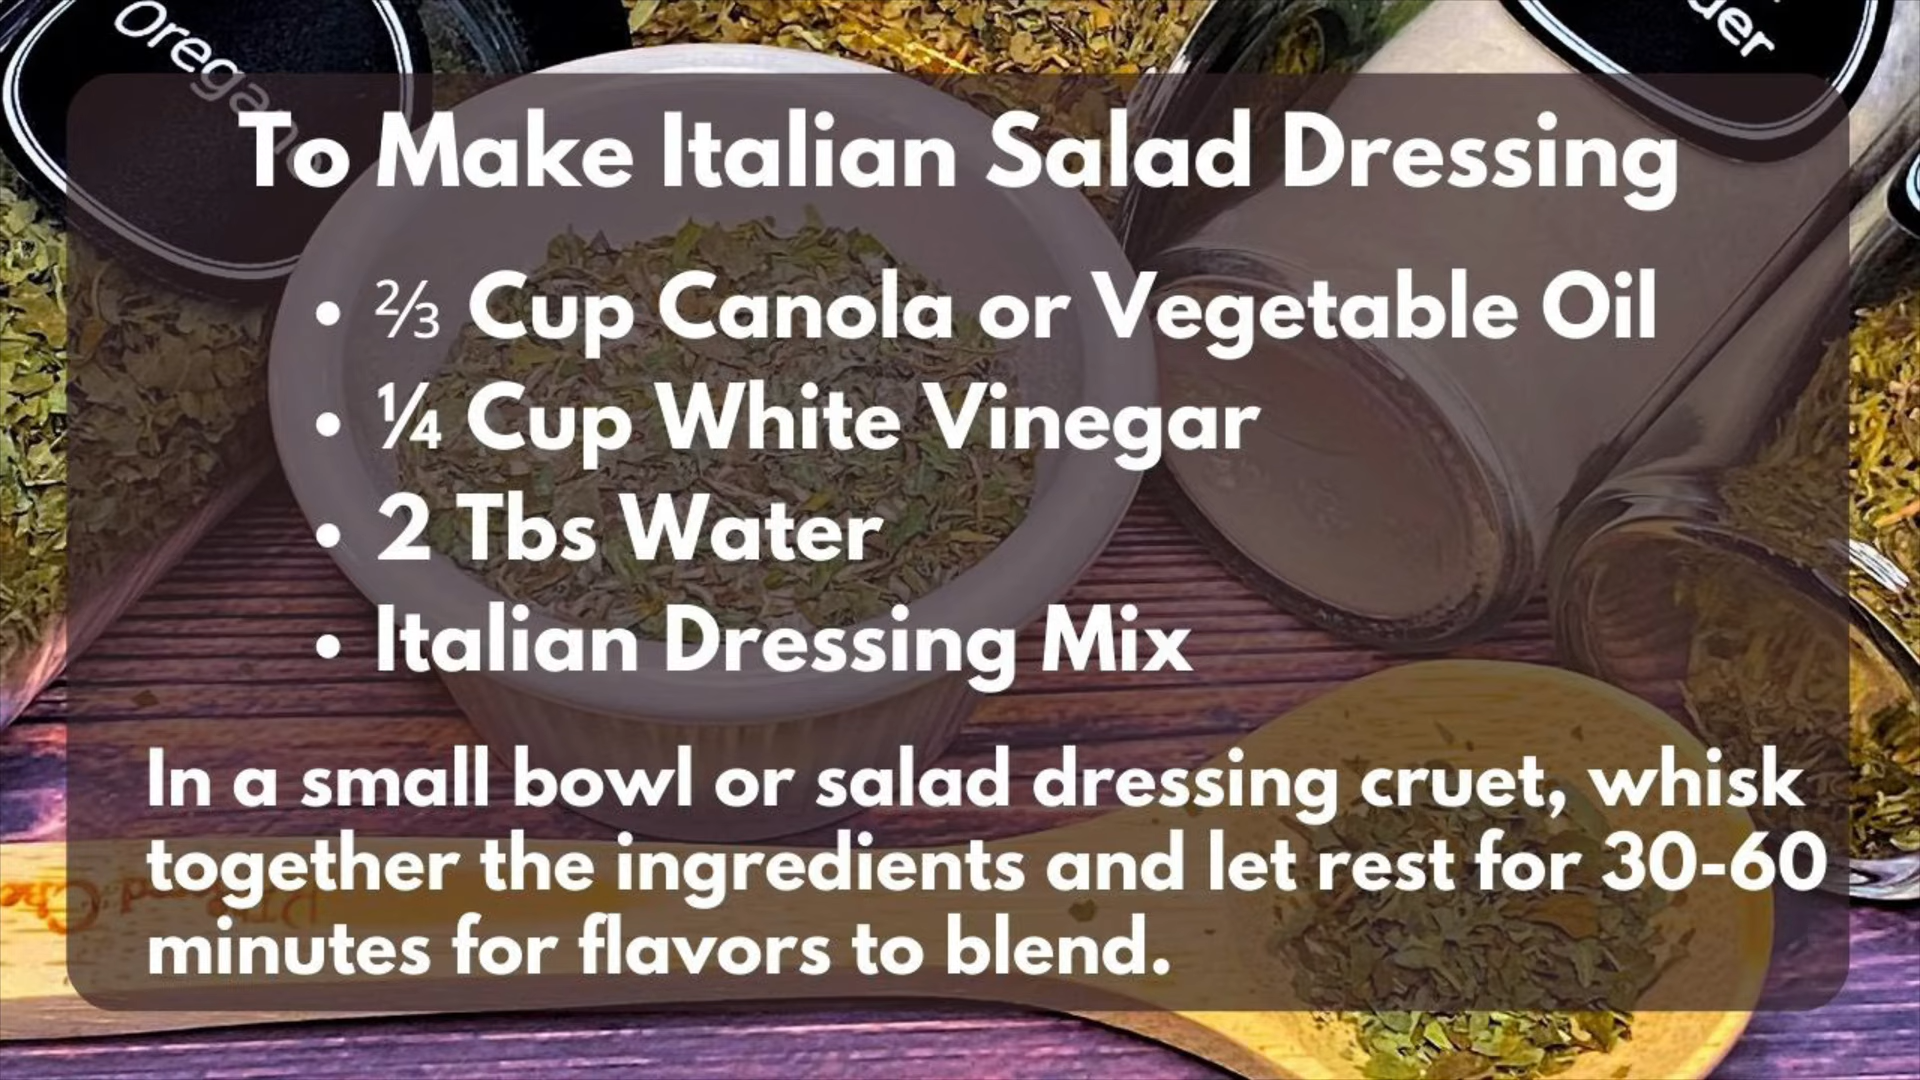 Oregano
uer
To Make Italian Salad Dressing
• ⅔ Cup Canola or Vegetable Oil
• ¼ Cup White Vinegar
• 2 Tbs Water
• Italian Dressing Mix
In a small bowl or salad dressing cruet, whisk
together the ingredients and let rest for 30-60
minutes for flavors to blend.